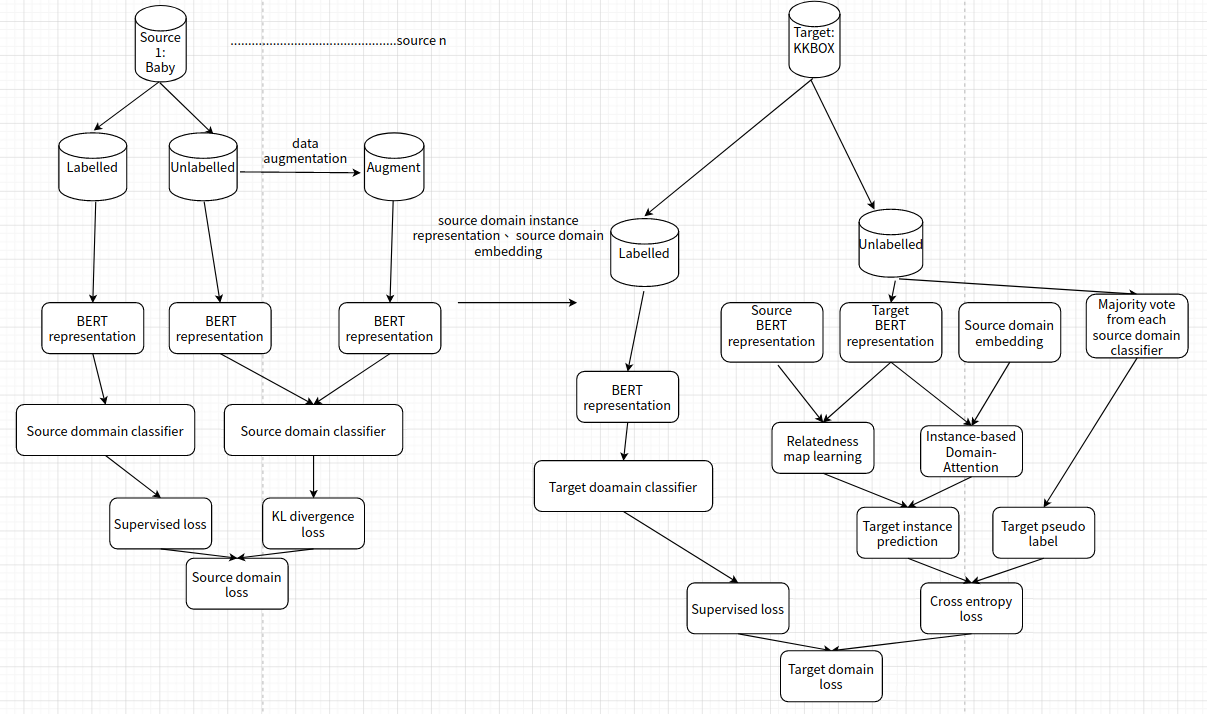 Source
1:
Baby
.................................................source n
Target:
KKBOX
Labelled
Unlabelled
data
augmentation
Augment
source domain instance
representation、 source domain
embedding
Labelled
Unlabelled
BERT
representation
BERT
representation
BERT
representation
Source
BERT
representation
Target
BERT
representation
Source domain
embedding
Majority vote
from each
source domain
classifier
BERT
representation
Source dommain classifier
Source domain classifier
Relatedness
map learning
Instance-based
Domain-
Attention
Target doamain classifier
Supervised loss
KL divergence
loss
Target instance
prediction
Target pseudo
label
Source domain
loss
Supervised loss
Cross entropy
loss
Target domain
loss